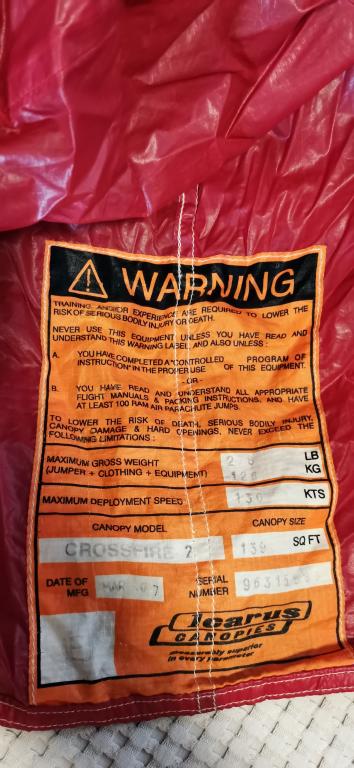 WARNING
TRAINING AND/OR EXPERIENCE ARE REQUIRED TO LOWER THE
RISK OF SERIOUS BODILY INJURY OR DEATH.
NEVER USE THIS EQUIPMENT UNLESS YOU HAVE READ AND
UNDERSTAND THIS WARNING LABEL, AND ALSO UNLESS :
A. YOU HAVE COMPLETED A "CONTROLLED PROGRAM OF
INSTRUCTION" IN THE PROPER USE OF THIS EQUIPMENT.
- OR -
B. YOU HAVE READ AND UNDERSTAND ALL APPROPRIATE
FLIGHT MANUALS & PACKING INSTRUCTIONS, AND HAVE
AT LEAST 100 RAM AIR PARACHUTE JUMPS.
TO LOWER THE RISK OF DEATH, SERIOUS BODILY INJURY,
CANOPY DAMAGE & HARD OPENINGS, NEVER EXCEED THE
FOLLOWING LIMITATIONS :
MAXIMUM GROSS WEIGHT LB
(JUMPER + CLOTHING + EQUIPMENT) KG
MAXIMUM DEPLOYMENT SPEED 130 KTS
CANOPY MODEL CANOPY SIZE
CROSSFIRE 2 139 SQ FT
DATE OF SERIAL
MFG MAR 07 NUMBER
Icarus
CANOPIES
measurably superior
in every parameter